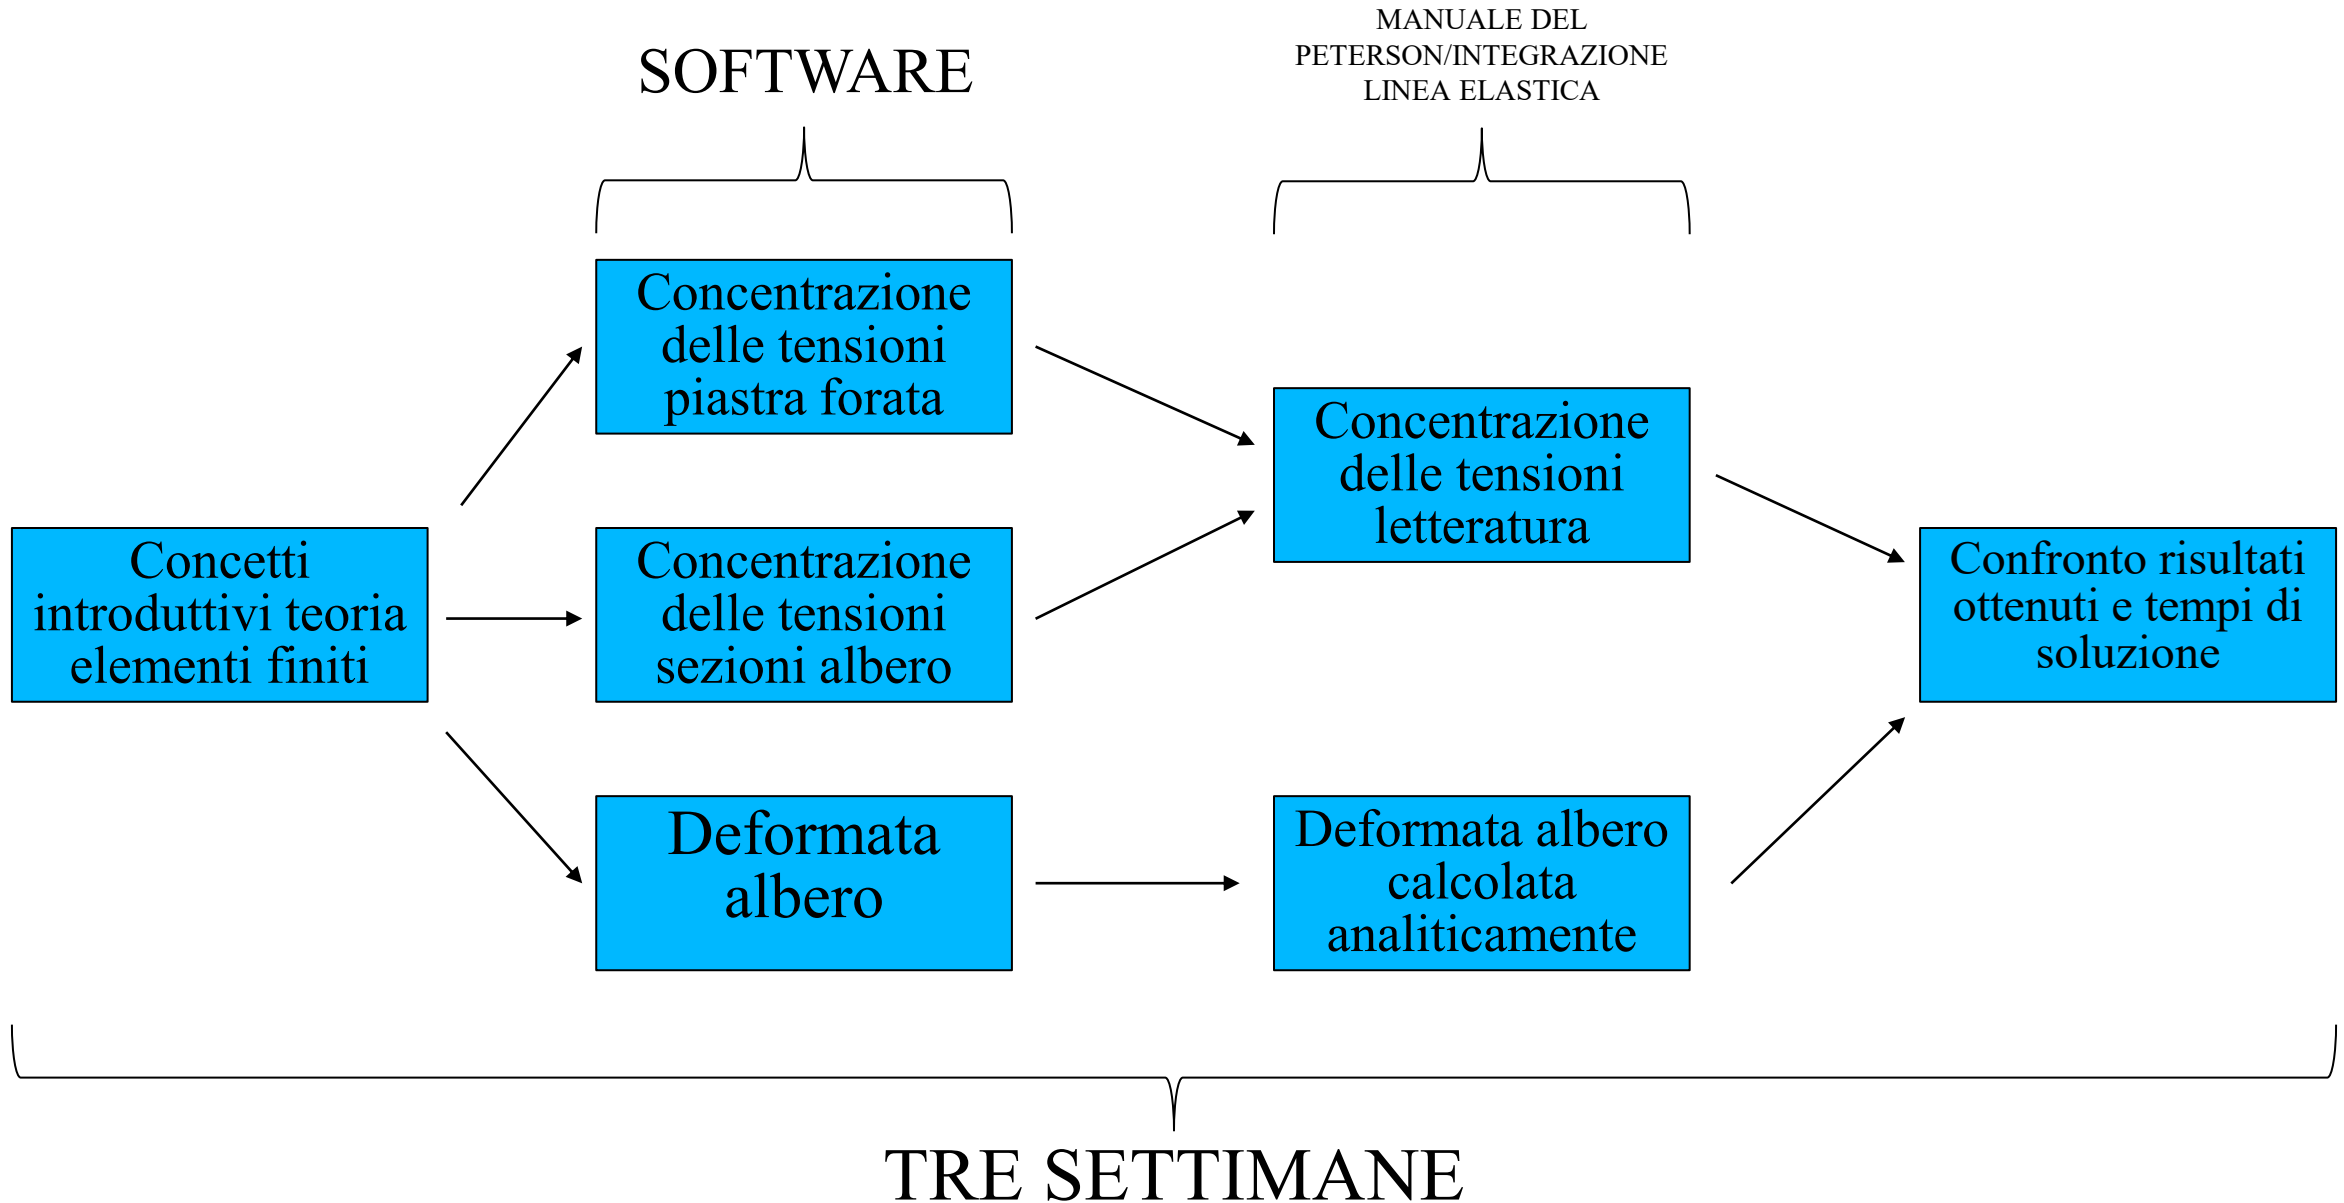 SOFTWARE
MANUALE DEL
PETERSON/INTEGRAZIONE
LINEA ELASTICA
Concetti
introduttivi teoria
elementi finiti
Concentrazione
delle tensioni
piastra forata
Concentrazione
delle tensioni
sezioni albero
Deformata
albero
Concentrazione
delle tensioni
letteratura
Deformata albero
calcolata
analiticamente
Confronto risultati
ottenuti e tempi di
soluzione
TRE SETTIMANE